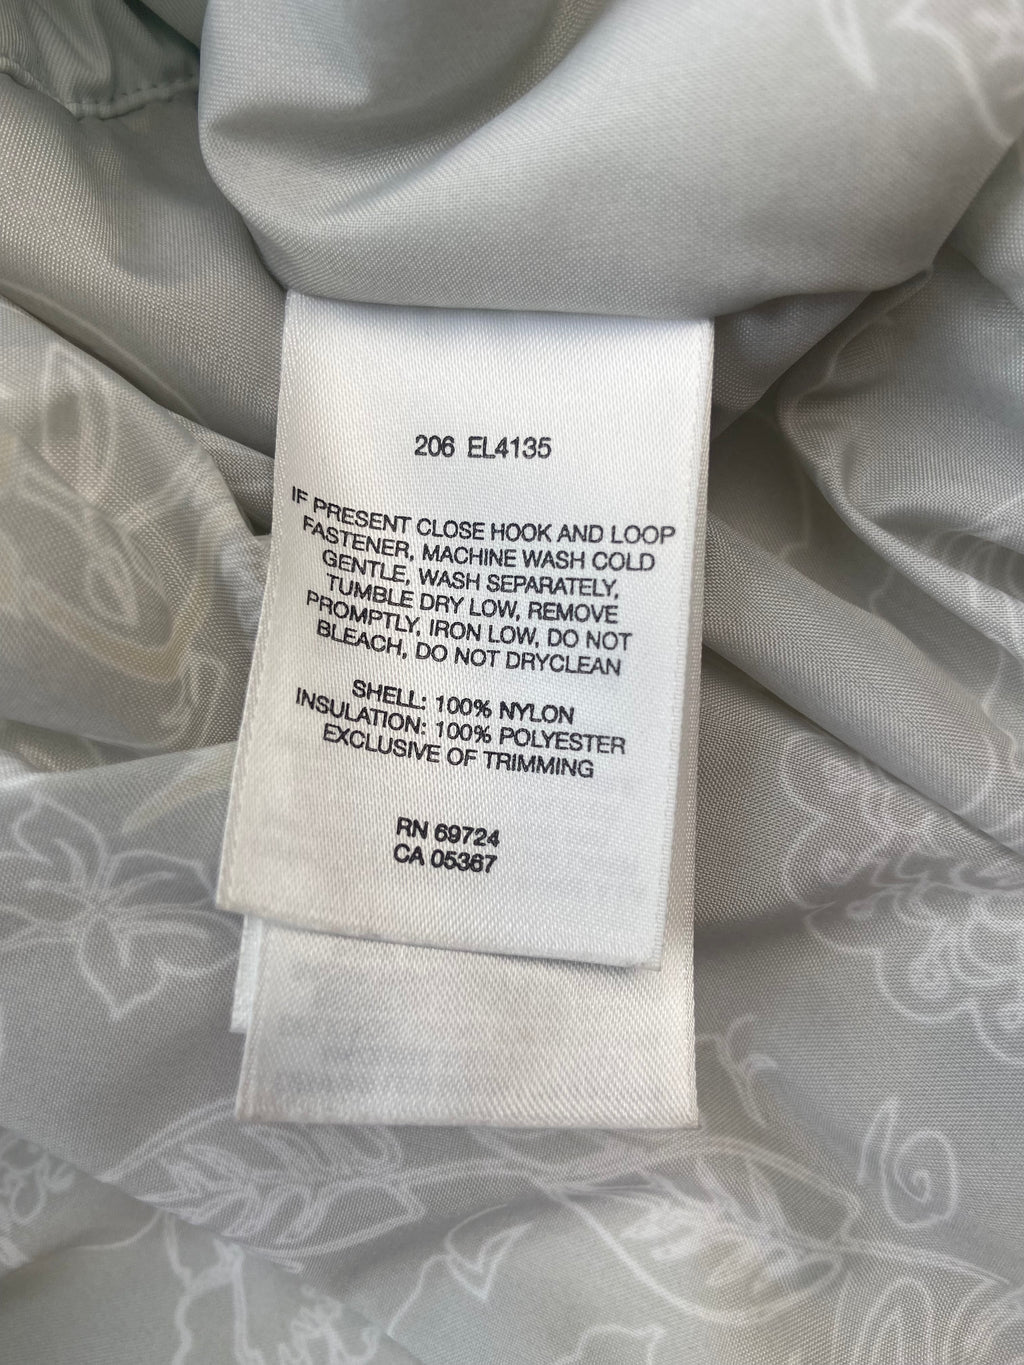 206 EL4135
IF PRESENT CLOSE HOOK AND LOOP
FASTENER, MACHINE WASH COLD
GENTLE, WASH SEPARATELY,
TUMBLE DRY LOW, REMOVE
PROMPTLY, IRON LOW, DO NOT
BLEACH, DO NOT DRYCLEAN
SHELL: 100% NYLON
INSULATION: 100% POLYESTER
EXCLUSIVE OF TRIMMING
RN 69724
CA 05367